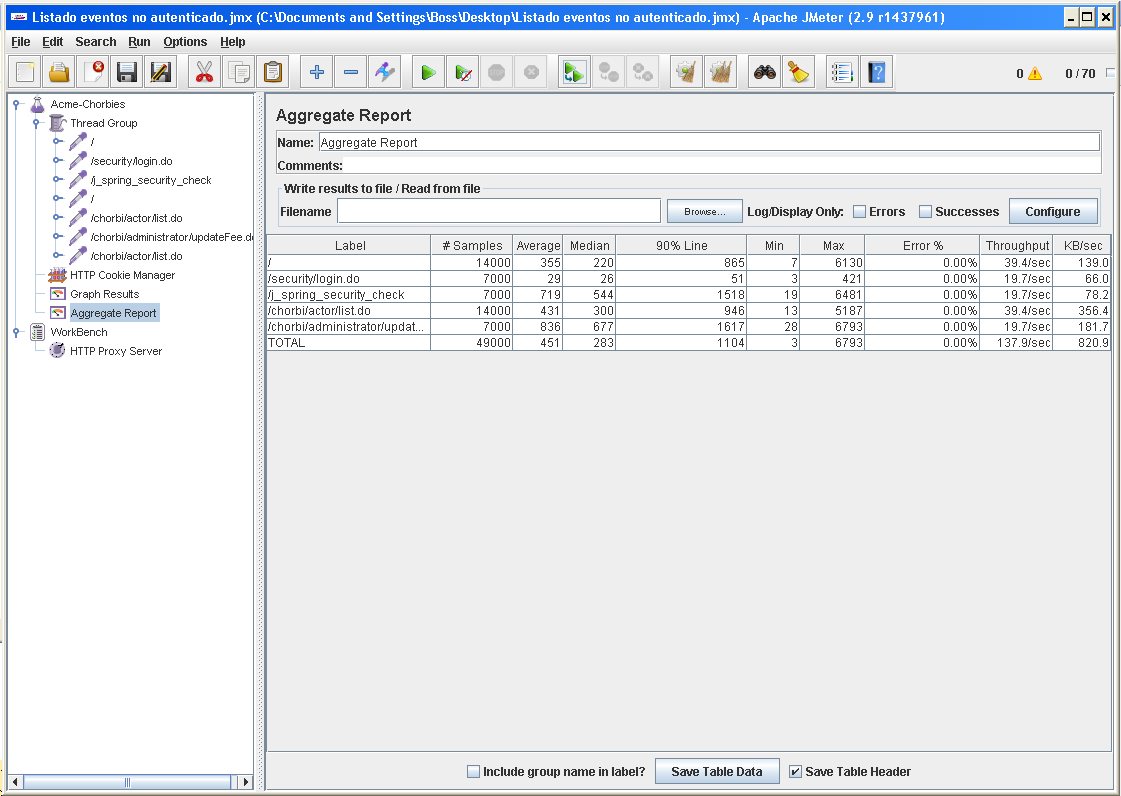 Listado eventos no autenticado.jmx (C:\Documents and Settings\Boss\Desktop\Listado eventos no autenticado.jmx) - Apache JMeter (2.9 r1437961)
File Edit Search Run Options Help
0 0 / 70
Acme-Chorbies
Thread Group
/
/security/login.do
/j_spring_security_check
/
/chorbi/actor/list.do
/chorbi/administrator/updateFee.do
/chorbi/actor/list.do
HTTP Cookie Manager
Graph Results
Aggregate Report
WorkBench
HTTP Proxy Server
Aggregate Report
Name: Aggregate Report
Comments:
Write results to file / Read from file
Filename Browse... Log/Display Only: Errors Successes Configure
Label # Samples Average Median 90% Line Min Max Error % Throughput KB/sec
/ 14000 355 220 865 7 6130 0.00% 39.4/sec 139.0
/security/login.do 7000 29 26 51 3 421 0.00% 19.7/sec 66.0
/j_spring_security_check 7000 719 544 1518 19 6481 0.00% 19.7/sec 78.2
/chorbi/actor/list.do 14000 431 300 946 13 5187 0.00% 39.4/sec 356.4
/chorbi/administrator/updat... 7000 836 677 1617 28 6793 0.00% 19.7/sec 181.7
TOTAL 49000 451 283 1104 3 6793 0.00% 137.9/sec 820.9
Include group name in label? Save Table Data Save Table Header